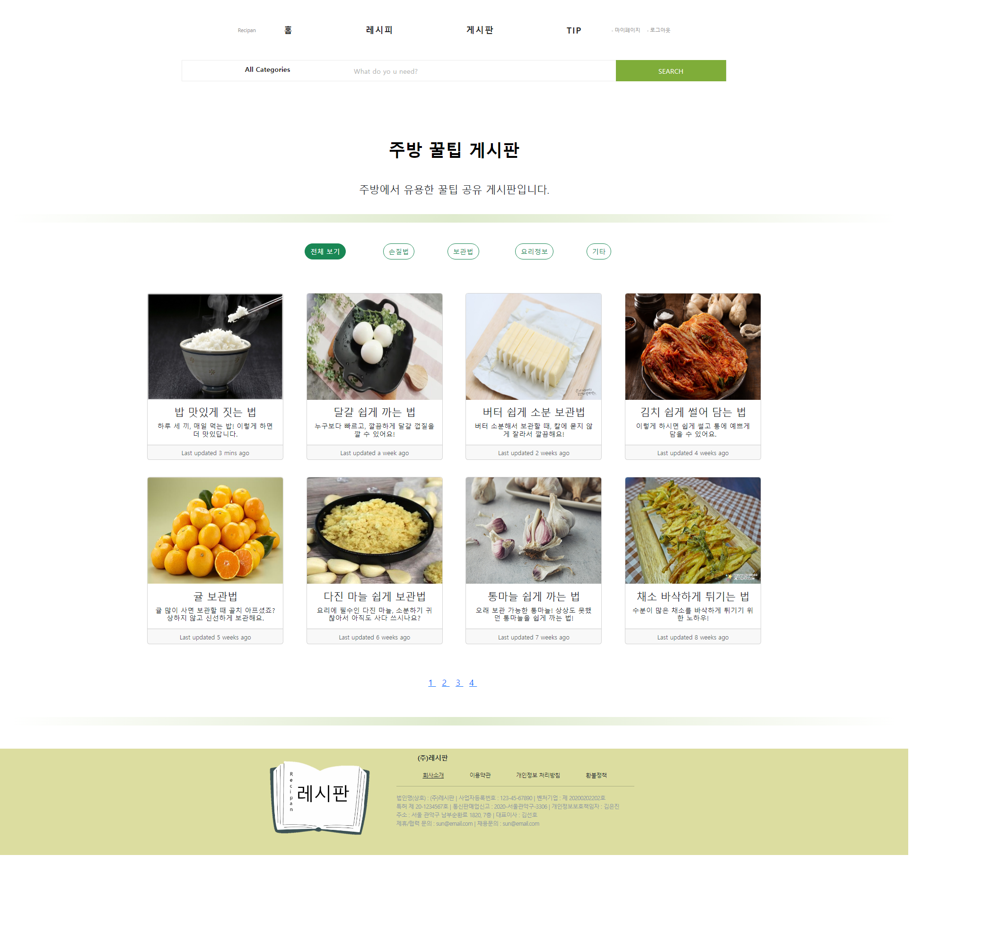 Recipan 홈 레시피 게시판 TIP 마이페이지 로그아웃
All Categories What do yo u need? SEARCH
주방 꿀팁 게시판
주방에서 유용한 꿀팁 공유 게시판입니다.
전체 보기 손질법 보관법 요리정보 기타
밥 맛있게 짓는 법
하루 세 끼, 매일 먹는 밥! 이렇게 하면
더 맛있답니다.
Last updated 3 mins ago
달걀 쉽게 까는 법
누구보다 빠르고, 깔끔하게 달걀 껍질을
깔 수 있어요!
Last updated a week ago
버터 쉽게 소분 보관법
버터 소분해서 보관할 때, 칼에 묻지 않
게 잘라서 깔끔해요!
Last updated 2 weeks ago
김치 쉽게 썰어 담는 법
이렇게 하시면 쉽게 썰고 통에 예쁘게
담을 수 있어요.
Last updated 4 weeks ago
귤 보관법
귤 많이 사면 보관할 때 골치 아프셨죠?
상하지 않고 신선하게 보관해요.
Last updated 5 weeks ago
다진 마늘 쉽게 보관법
요리에 필수인 다진 마늘, 소분하기 귀
찮아서 아직도 사다 쓰시나요?
Last updated 6 weeks ago
통마늘 쉽게 까는 법
오래 보관 가능한 통마늘! 상상도 못했
던 통마늘을 쉽게 까는 법!
Last updated 7 weeks ago
채소 바삭하게 튀기는 법
수분이 많은 채소를 바삭하게 튀기기 위
한 노하우!
Last updated 8 weeks ago
1 2 3 4
Recipan
레시판
(주)레시판
회사소개 이용약관 개인정보 처리방침 환불정책
법인명(상호) : (주)레시판 | 사업자등록번호 : 123-45-67890 | 벤처기업 : 제 20200202202호
특허 제 20-1234567호 | 통신판매업신고 : 2020-서울관악구-3306 | 개인정보보호책임자 : 김은진
주소 : 서울 관악구 남부순환로 1820, 7층 | 대표이사 : 김선호
제휴/협력 문의 : sun@email.com | 채용문의 : sun@email.com